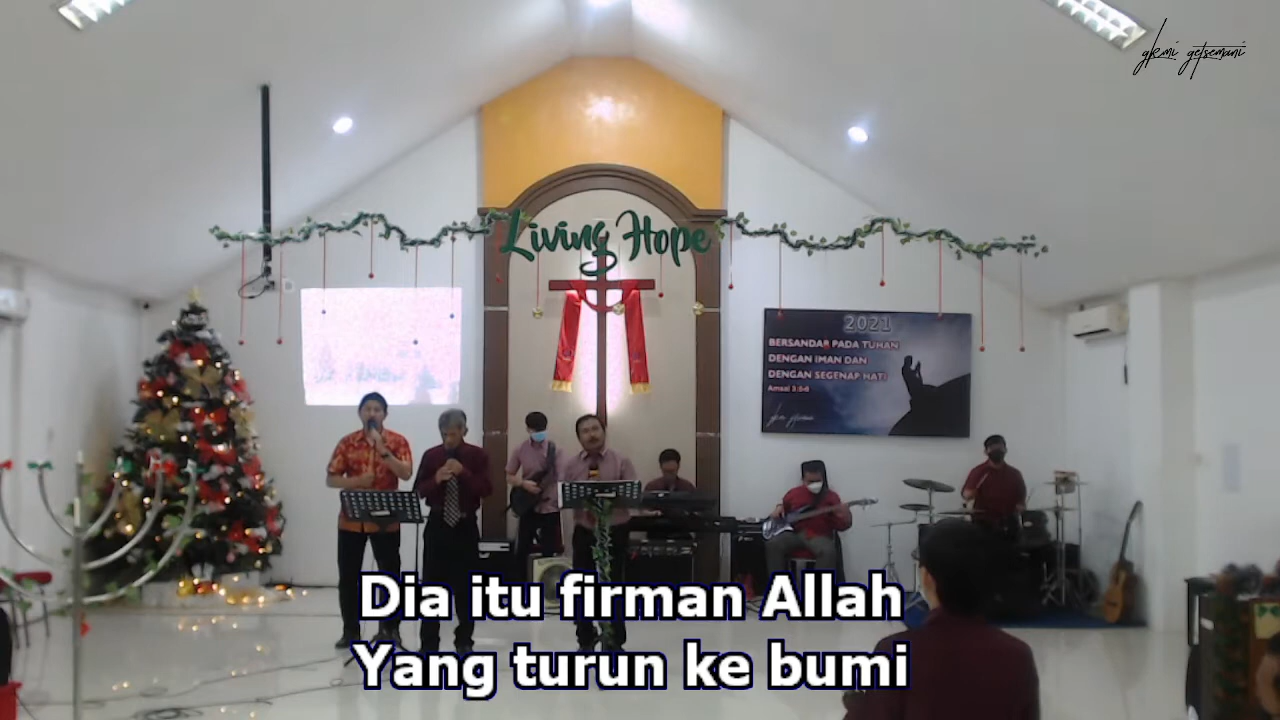 gkmi getsemani
Living Hope
2021
BERSANDAR PADA TUHAN
DENGAN IMAN DAN
DENGAN SEGENAP HATI
Amsal 3:5-6
Dia itu firman Allah
Yang turun ke bumi